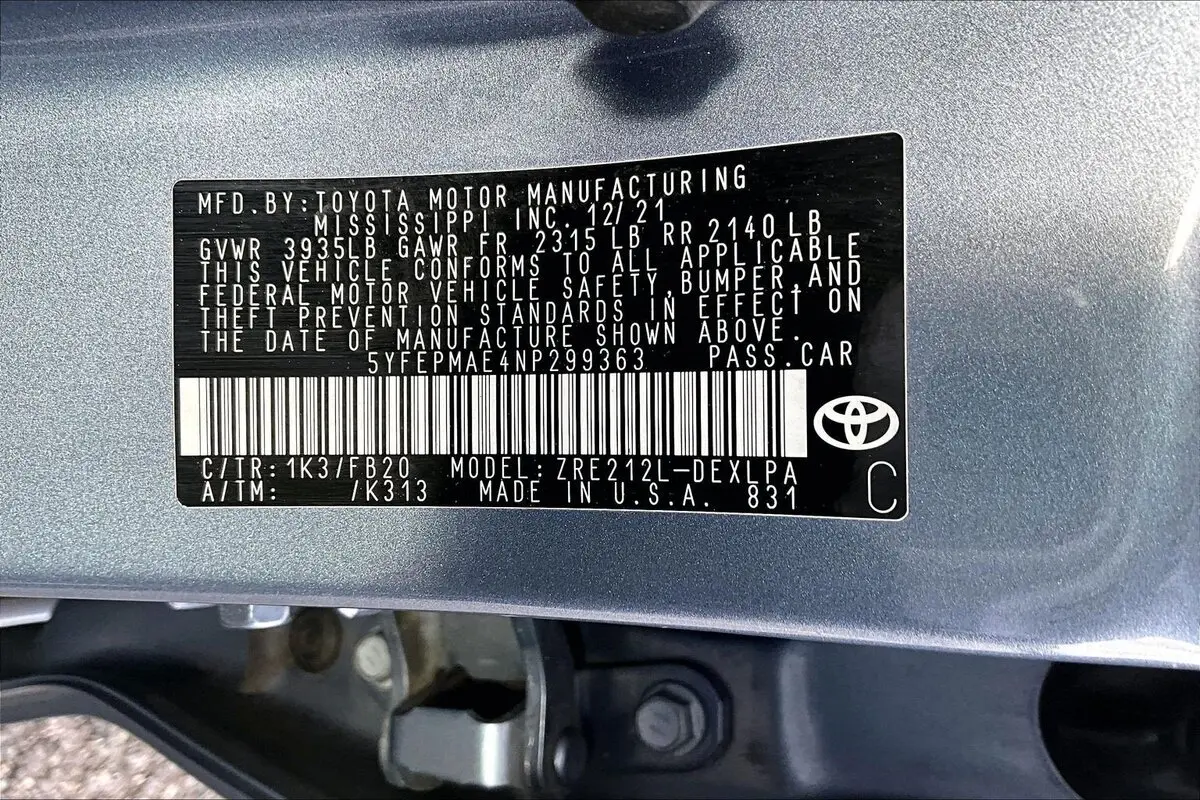 MFD.BY:TOYOTA MOTOR MANUFACTURING
MISSISSIPPI INC. 12/21
GVWR 3935LB GAWR FR 2315 LB RR 2140 LB
THIS VEHICLE CONFORMS TO ALL APPLICABLE
FEDERAL MOTOR VEHICLE SAFETY,BUMPER,AND
THEFT PREVENTION STANDARDS IN EFFECT ON
THE DATE OF MANUFACTURE SHOWN ABOVE.
5YFEPMAE4NP299363 PASS.CAR
C/TR:1K3/FB20 MODEL:ZRE212L-DEXLPA
A/TM: /K313 MADE IN U.S.A. 831
C